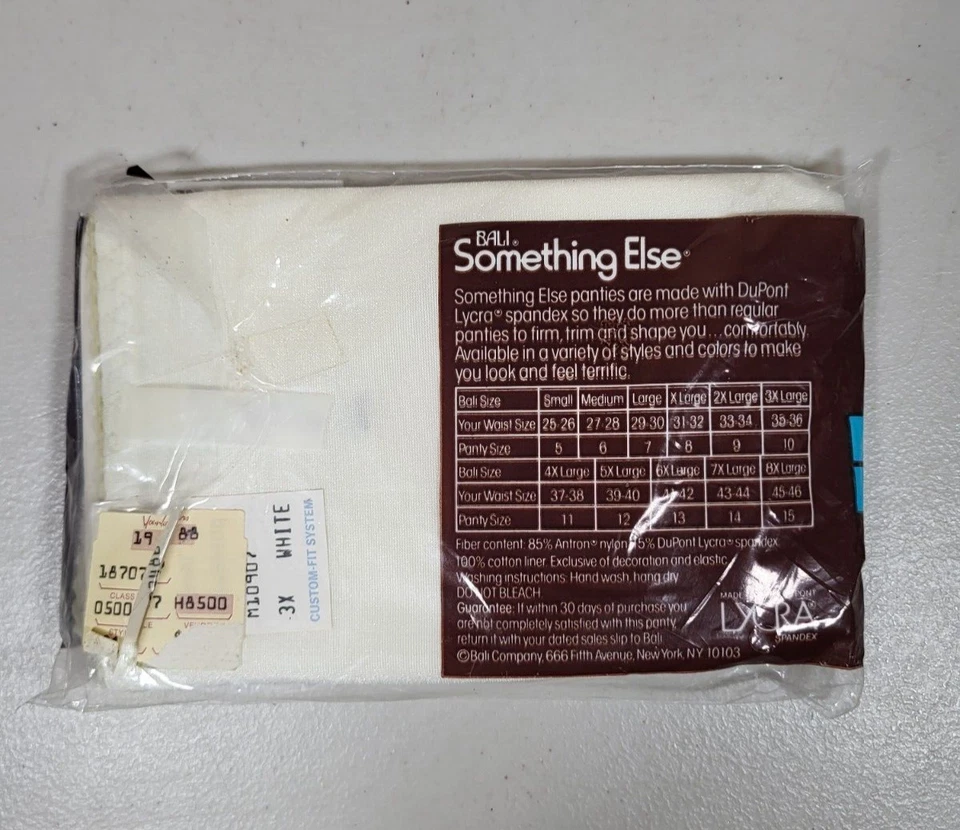 BALI®
Something Else®
Something Else panties are made with DuPont
Lycra® spandex so they do more than regular
panties to firm, trim and shape you...comfortably.
Available in a variety of styles and colors to make
you look and feel terrific.
Bali Size Small Medium Large X Large 2X Large 3X Large
Your Waist Size 25-26 27-28 29-30 31-32 33-34 35-36
Panty Size 5 6 7 8 9 10
Bali Size 4X Large 5X Large 6X Large 7X Large 8X Large
Your Waist Size 37-38 39-40 41-42 43-44 45-46
Panty Size 11 12 13 14 15
Fiber content: 85% Antron® nylon, 15% DuPont Lycra® spandex.
100% cotton liner. Exclusive of decoration and elastic.
Washing instructions: Hand wash, hang dry
DO NOT BLEACH
Guarantee: If within 30 days of purchase you
are not completely satisfied with this panty,
return it with your dated sales slip to Bali
©Bali Company, 666 Fifth Avenue, New York, NY 10103
MADE PONT
LYCRA®
SPANDEX
19 88
18707
CLASS
0500 H8500
M10907
3X WHITE
CUSTOM-FIT SYSTEM